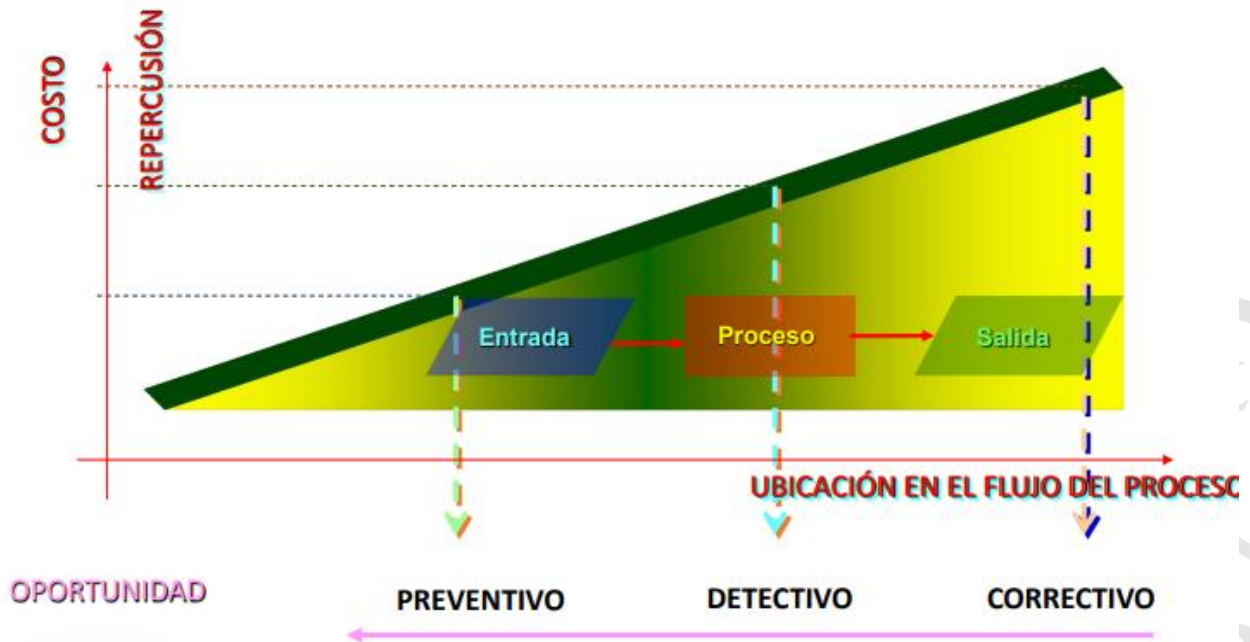 COSTO
REPERCUSIÓN
Entrada
Proceso
Salida
UBICACIÓN EN EL FLUJO DEL PROCESO
OPORTUNIDAD
PREVENTIVO
DETECTIVO
CORRECTIVO